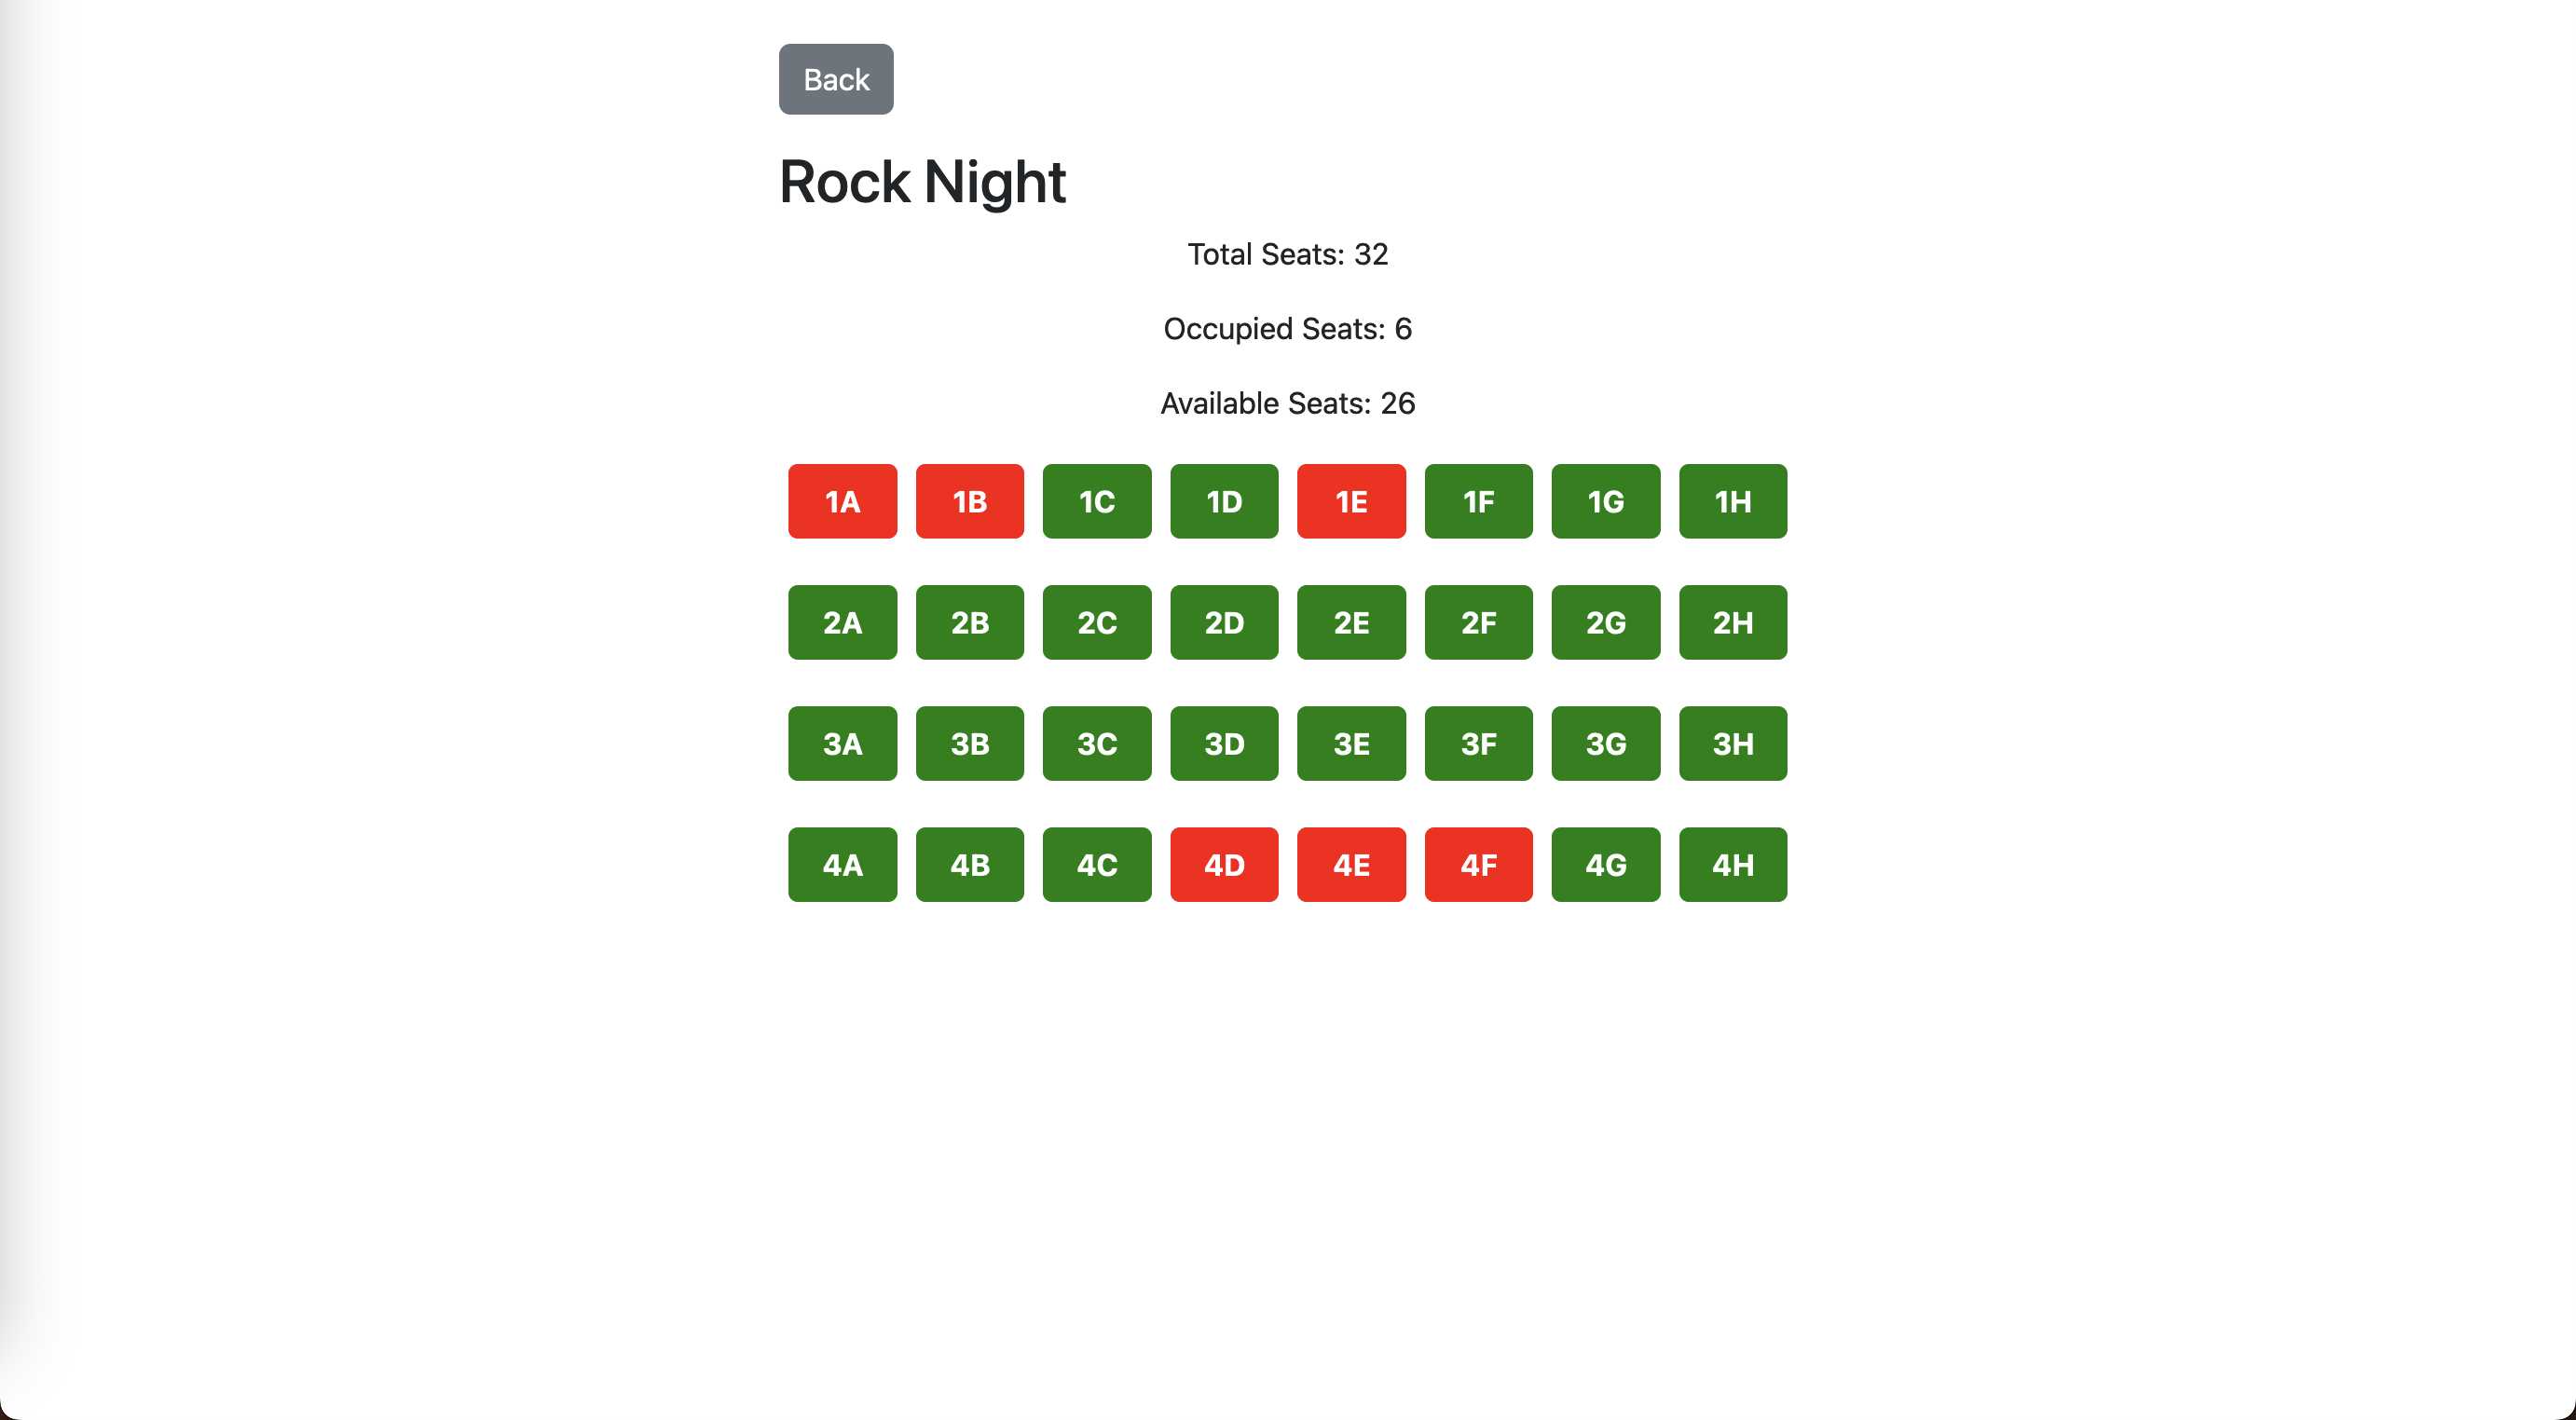 Back
Rock Night
Total Seats: 32
Occupied Seats: 6
Available Seats: 26
1A 1B 1C 1D 1E 1F 1G 1H
2A 2B 2C 2D 2E 2F 2G 2H
3A 3B 3C 3D 3E 3F 3G 3H
4A 4B 4C 4D 4E 4F 4G 4H